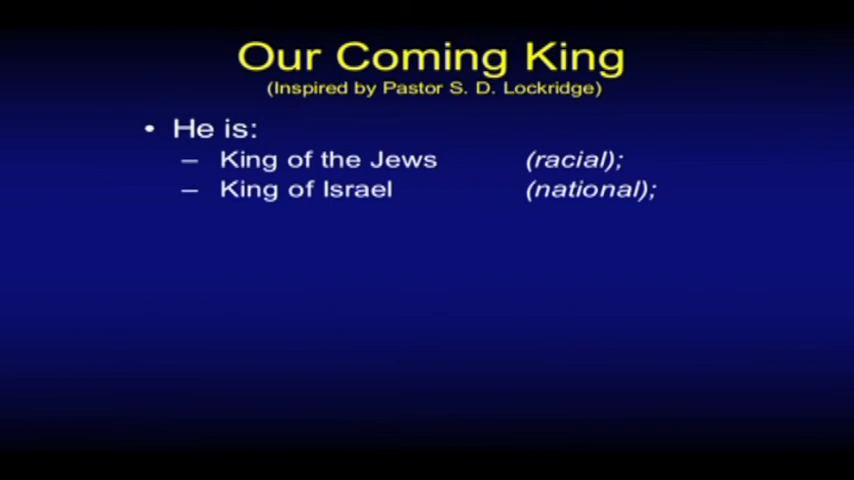 Our Coming King
(Inspired by Pastor S. D. Lockridge)
• He is:
– King of the Jews (racial);
– King of Israel (national);